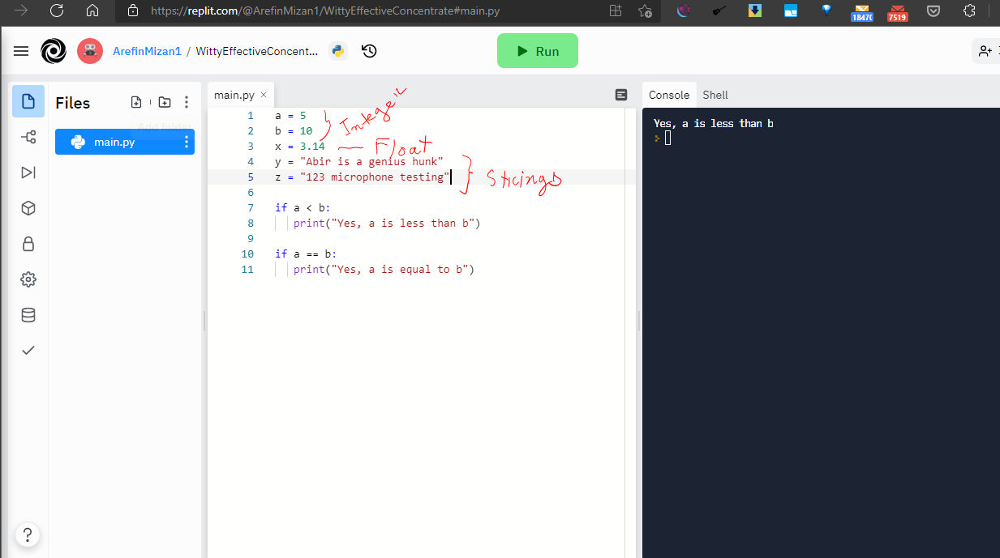 https://replit.com/@ArefinMizan1/WittyEffectiveConcentrate#main.py
7519
ArefinMizan1 / WittyEffectiveConcent...
Run
Files
Add folder
main.py
main.py ×
1 a = 5
2 b = 10
Integer
3 x = 3.14
Float
4 y = "Abir is a genius hunk"
5 z = "123 microphone testing"
Strings
6
7 if a < b:
8 print("Yes, a is less than b")
9
10 if a == b:
11 print("Yes, a is equal to b")
Console Shell
Yes, a is less than b
?